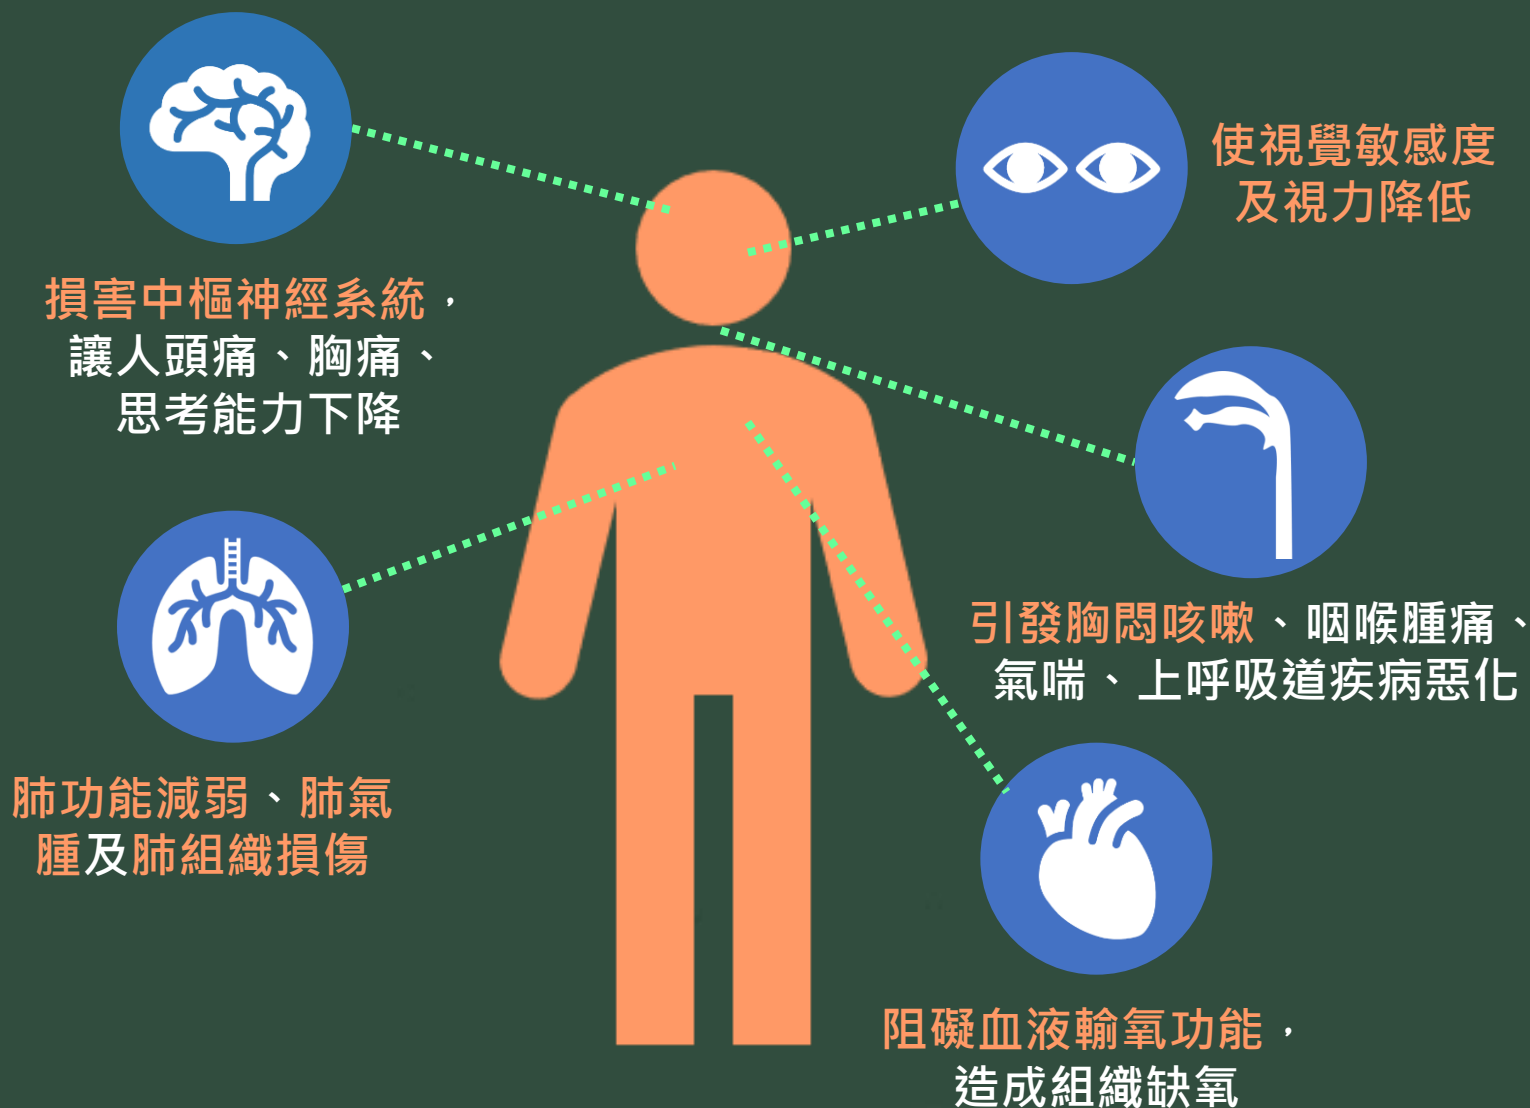 損害中樞神經系統，
讓人頭痛、胸痛、
思考能力下降
使視覺敏感度
及視力降低
引發胸悶咳嗽、咽喉腫痛、
氣喘、上呼吸道疾病惡化
肺功能減弱、肺氣
腫及肺組織損傷
阻礙血液輸氧功能，
造成組織缺氧